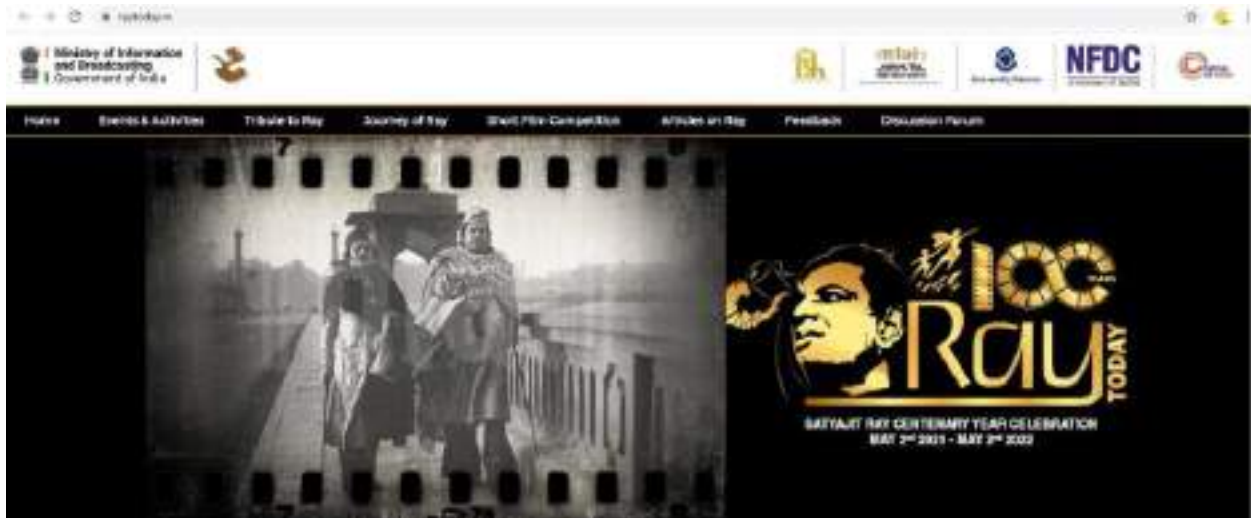 Ministry of Information
and Broadcasting
Government of India
NFDC
Home Events & Activities Tribute to Ray Journey of Ray Short Film Competition Articles on Ray Feedback Discussion Forum
100
YEARS
Ray
TODAY
SATYAJIT RAY CENTENARY YEAR CELEBRATION
MAY 2nd 2021 - MAY 2nd 2022